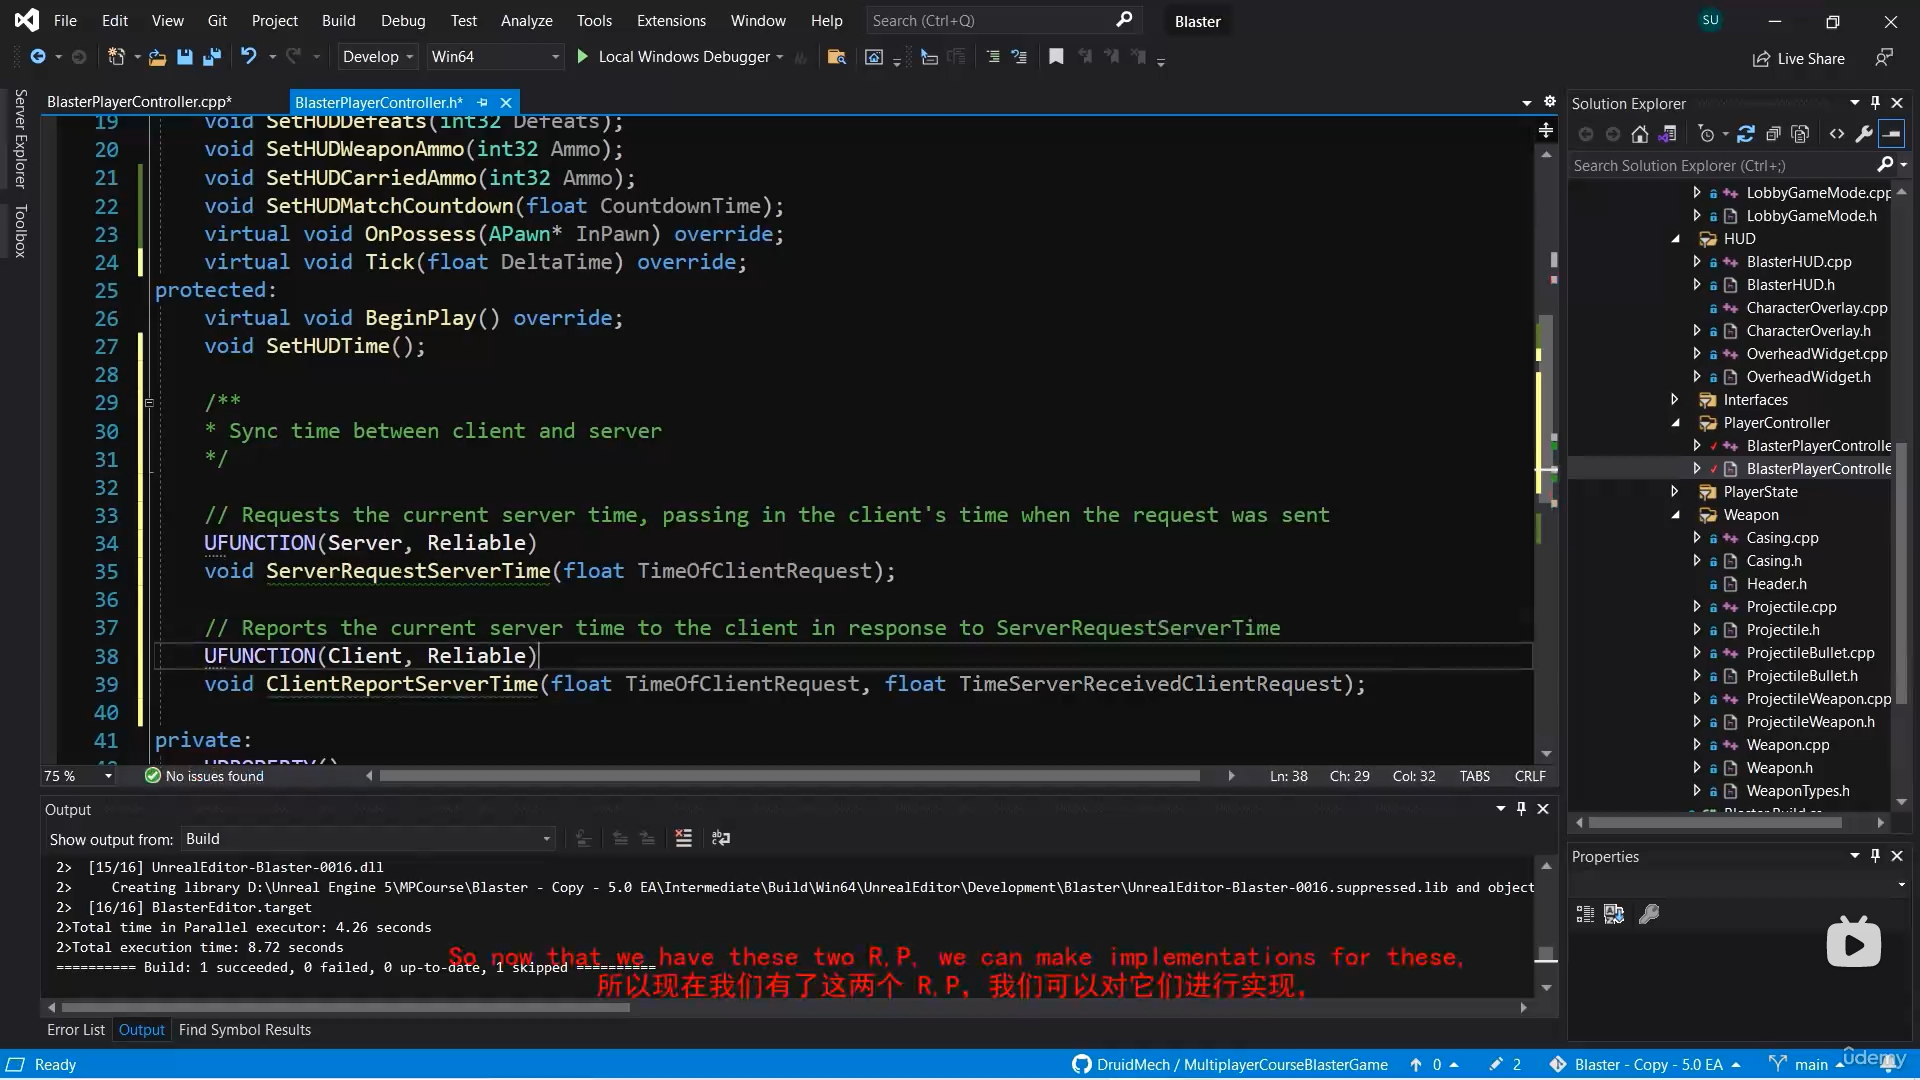 File Edit View Git Project Build Debug Test Analyze Tools Extensions Window Help Search (Ctrl+Q) Blaster SU
Develop Win64 Local Windows Debugger Live Share
Server Explorer
Toolbox
BlasterPlayerController.cpp* BlasterPlayerController.h*
19 void SetHUDDefeats(int32 Defeats);
20 void SetHUDWeaponAmmo(int32 Ammo);
21 void SetHUDCarriedAmmo(int32 Ammo);
22 void SetHUDMatchCountdown(float CountdownTime);
23 virtual void OnPossess(APawn* InPawn) override;
24 virtual void Tick(float DeltaTime) override;
25 protected:
26 virtual void BeginPlay() override;
27 void SetHUDTime();
28
29 /**
30 * Sync time between client and server
31 */
32
33 // Requests the current server time, passing in the client's time when the request was sent
34 UFUNCTION(Server, Reliable)
35 void ServerRequestServerTime(float TimeOfClientRequest);
36
37 // Reports the current server time to the client in response to ServerRequestServerTime
38 UFUNCTION(Client, Reliable)
39 void ClientReportServerTime(float TimeOfClientRequest, float TimeServerReceivedClientRequest);
40
41 private:
UPROPERTY()
75 % No issues found Ln: 38 Ch: 29 Col: 32 TABS CRLF
Output
Show output from: Build
2> [15/16] UnrealEditor-Blaster-0016.dll
2> Creating library D:\Unreal Engine 5\MPCourse\Blaster - Copy - 5.0 EA\Intermediate\Build\Win64\UnrealEditor\Development\Blaster\UnrealEditor-Blaster-0016.suppressed.lib and object
2> [16/16] BlasterEditor.target
2>Total time in Parallel executor: 4.26 seconds
2>Total execution time: 8.72 seconds
========== Build: 1 succeeded, 0 failed, 0 up-to-date, 1 skipped ==========
So now that we have these two R.P, we can make implementations for these,
所以现在我们有了这两个 R.P，我们可以对它们进行实现，
Error List Output Find Symbol Results
Solution Explorer
Search Solution Explorer (Ctrl+;)
LobbyGameMode.cpp
LobbyGameMode.h
HUD
BlasterHUD.cpp
BlasterHUD.h
CharacterOverlay.cpp
CharacterOverlay.h
OverheadWidget.cpp
OverheadWidget.h
Interfaces
PlayerController
BlasterPlayerControlle
BlasterPlayerControlle
PlayerState
Weapon
Casing.cpp
Casing.h
Header.h
Projectile.cpp
Projectile.h
ProjectileBullet.cpp
ProjectileBullet.h
ProjectileWeapon.cpp
ProjectileWeapon.h
Weapon.cpp
Weapon.h
WeaponTypes.h
Properties
Ready DruidMech / MultiplayerCourseBlasterGame 0 2 Blaster - Copy - 5.0 EA main
udemy